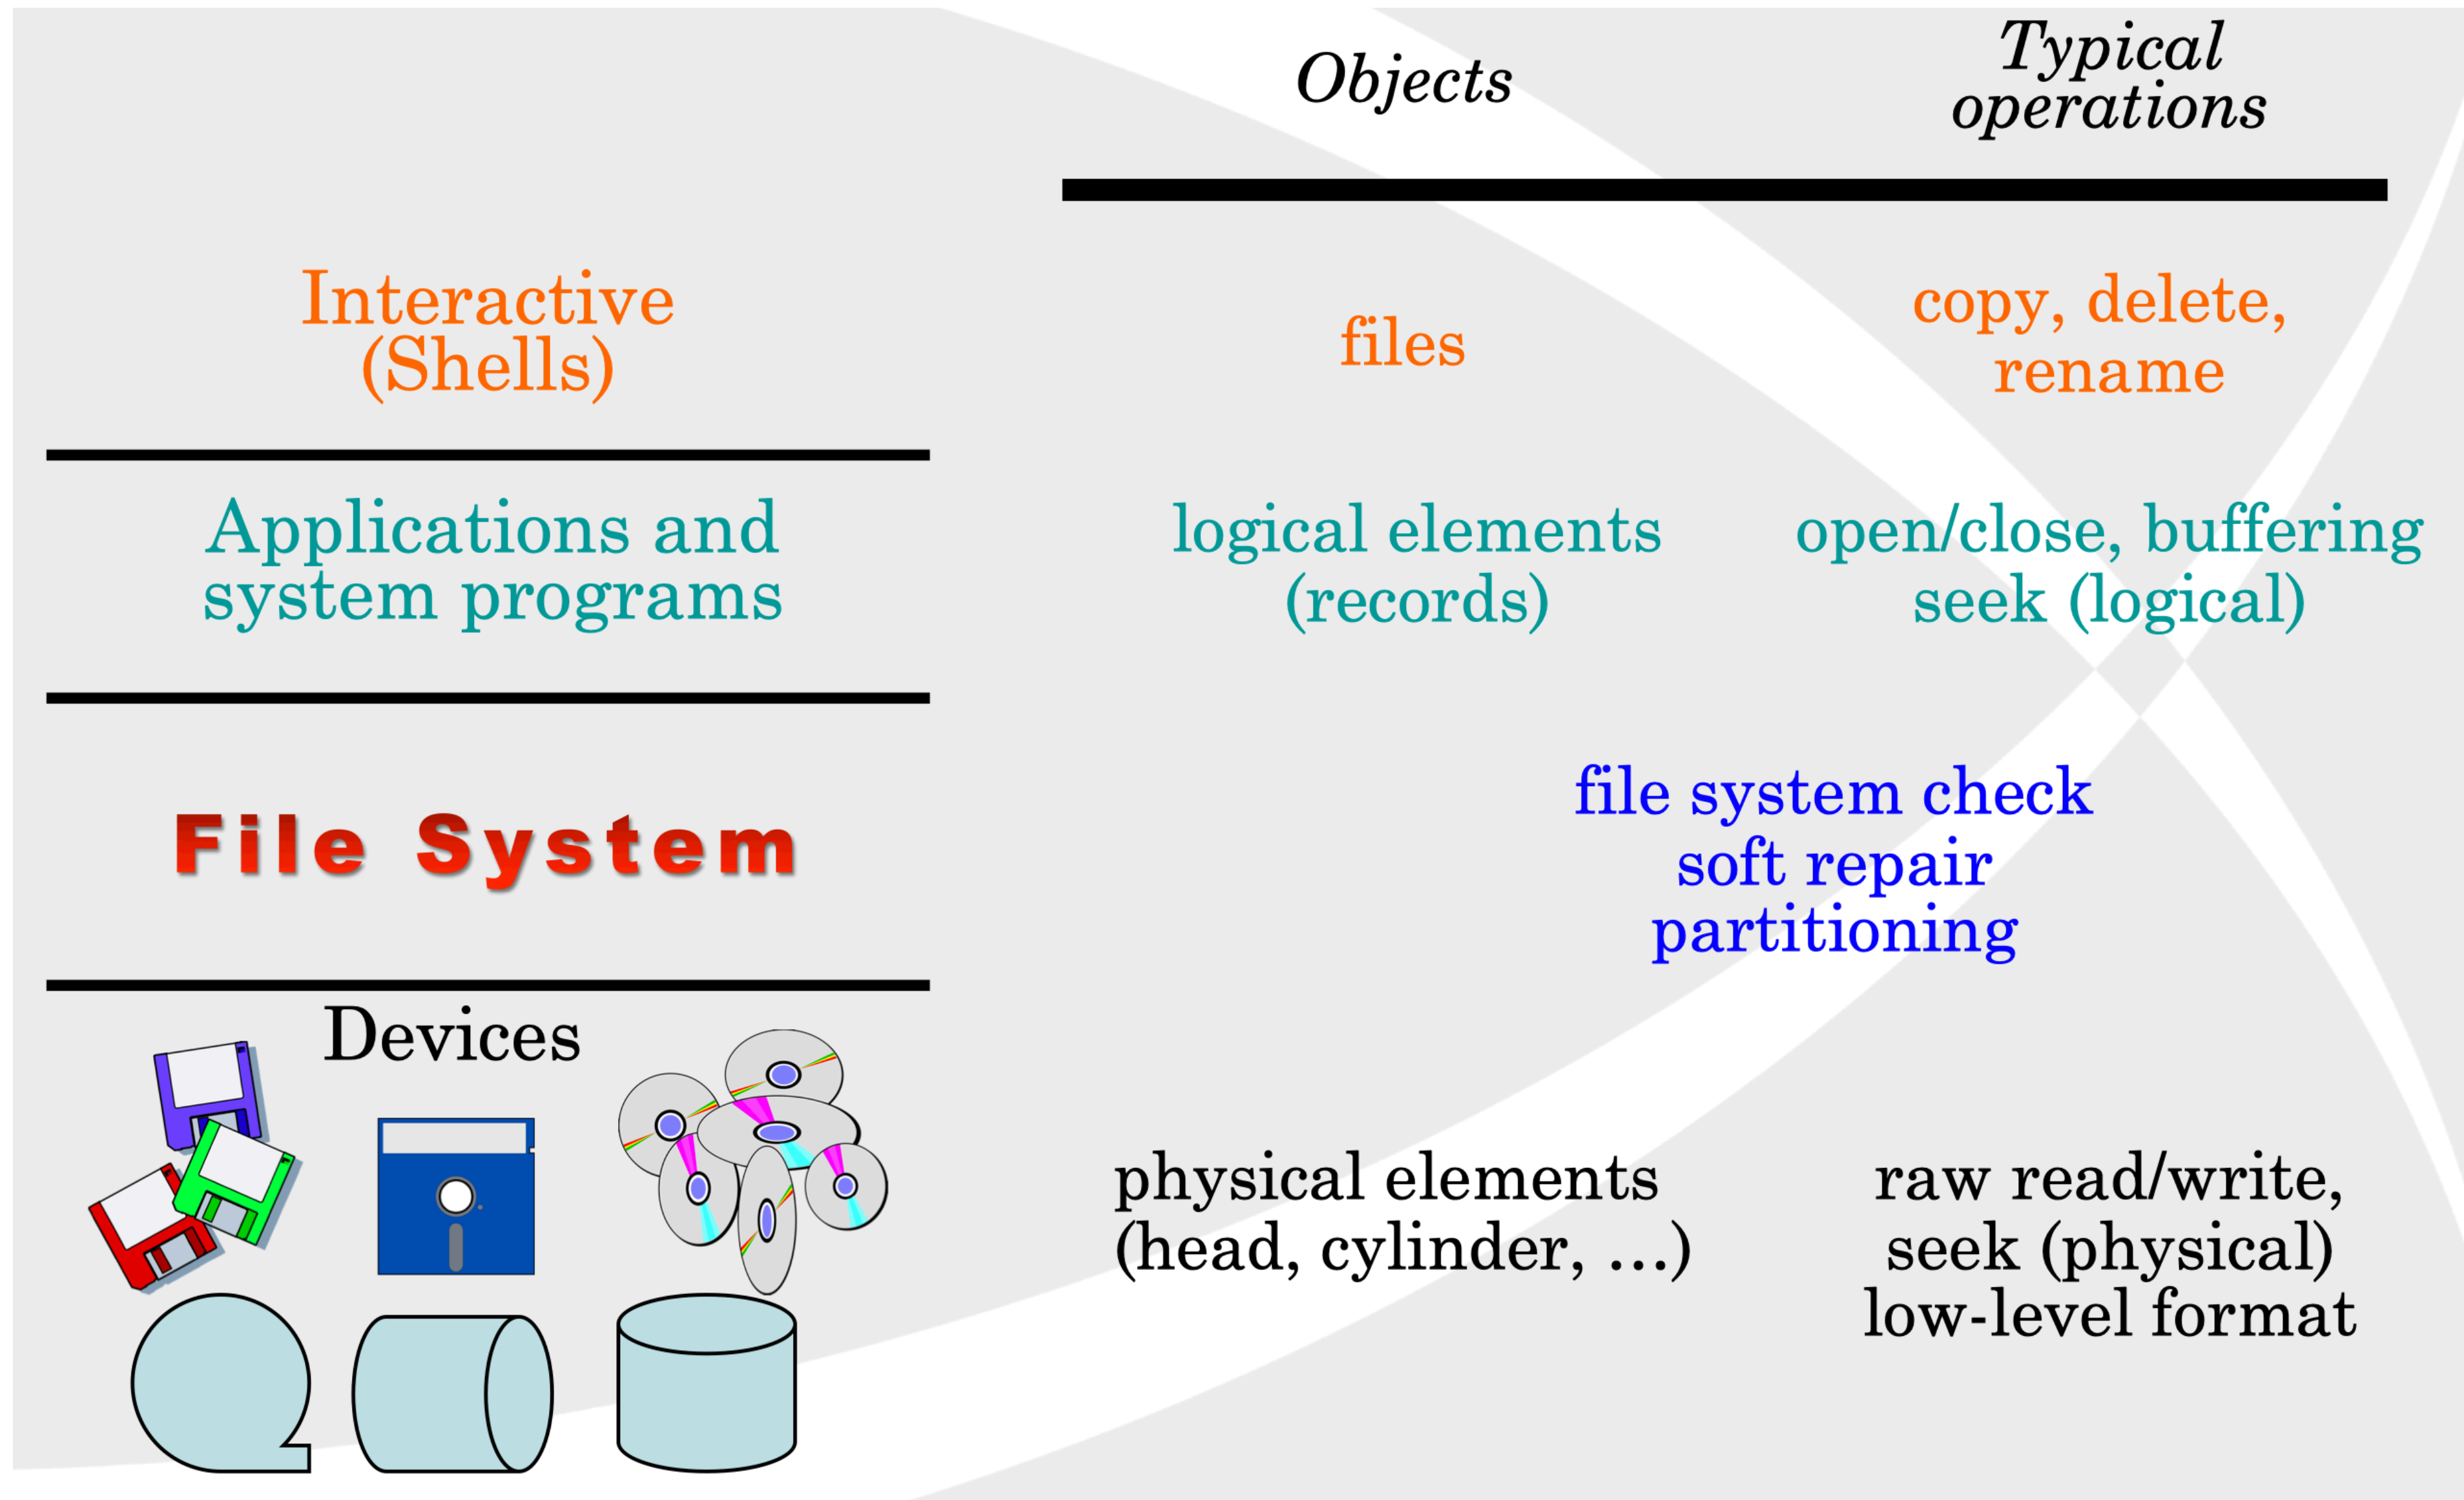 Objects
Typical
operations
Interactive
(Shells)
files
copy, delete,
rename
Applications and
system programs
logical elements
(records)
open/close, buffering
seek (logical)
File System
file system check
soft repair
partitioning
Devices
physical elements
(head, cylinder, …)
raw read/write,
seek (physical)
low-level format